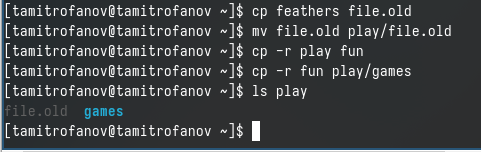 [tamitrofanov@tamitrofanov ~]$ cp feathers file.old
[tamitrofanov@tamitrofanov ~]$ mv file.old play/file.old
[tamitrofanov@tamitrofanov ~]$ cp -r play fun
[tamitrofanov@tamitrofanov ~]$ cp -r fun play/games
[tamitrofanov@tamitrofanov ~]$ ls play
file.old  games
[tamitrofanov@tamitrofanov ~]$